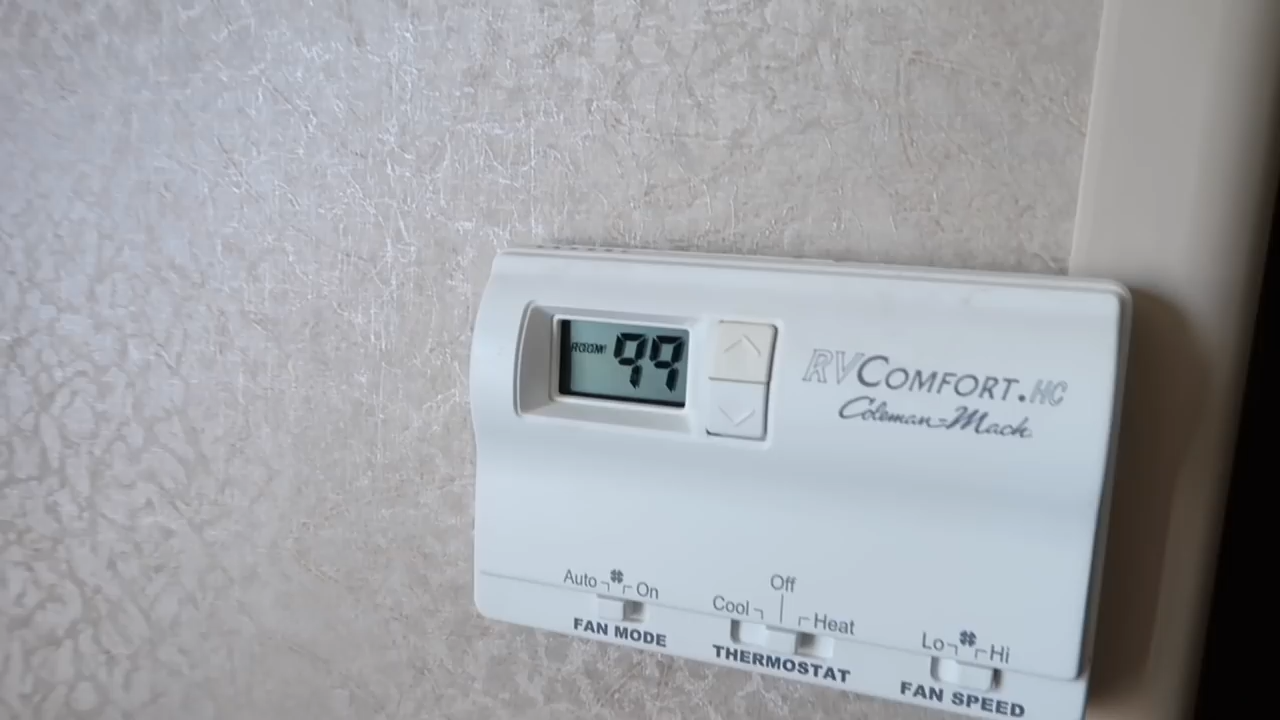 ROOM 99
RVCOMFORT.HC
Coleman-Mach
Auto On
FAN MODE
Off
Cool Heat
THERMOSTAT
Lo Hi
FAN SPEED